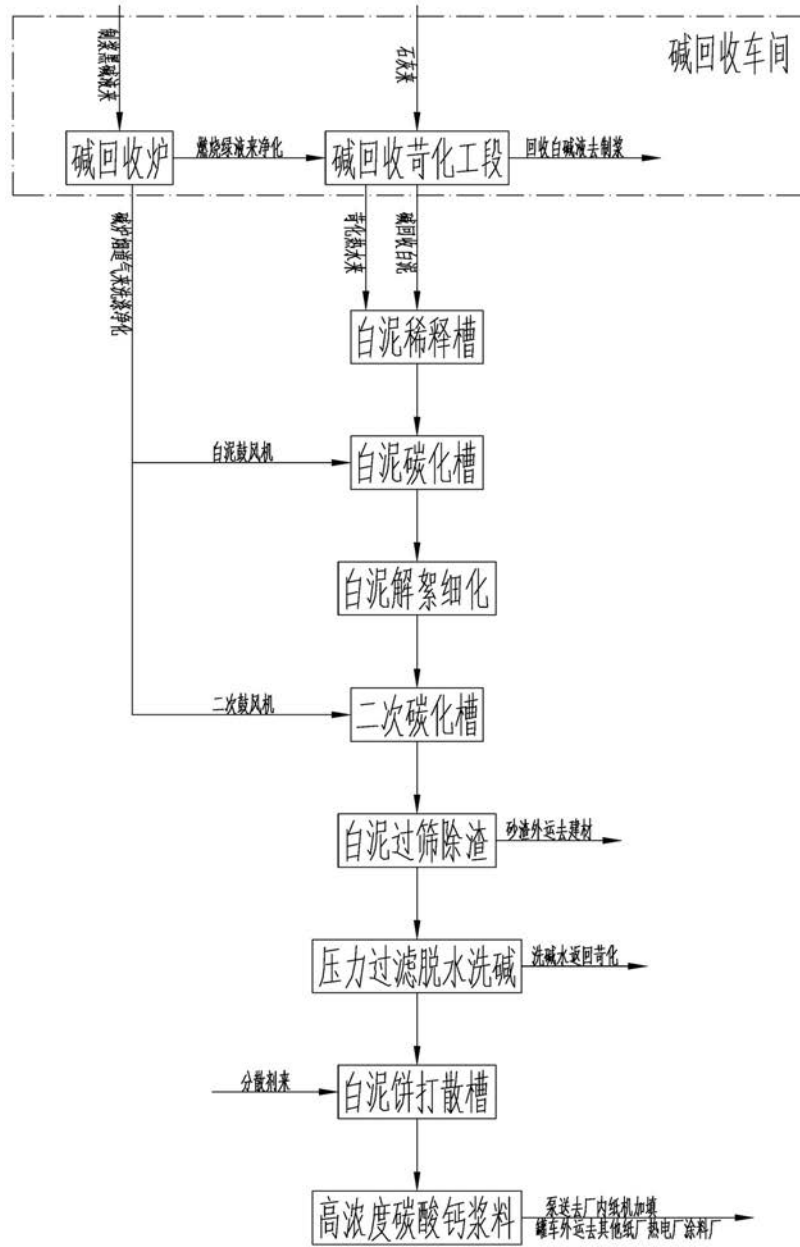 碱回收车间
制浆黑碱液来
石灰来
碱回收炉
燃烧绿液来净化
碱回收苛化工段
回收白碱液去制浆
碱炉烟道气来洗涤净化
苛化热水来
碱回收白泥
白泥稀释槽
白泥鼓风机
白泥碳化槽
白泥解絮细化
二次鼓风机
二次碳化槽
白泥过筛除渣
砂渣外运去建材
压力过滤脱水洗碱
洗碱水返回苛化
分散剂来
白泥饼打散槽
高浓度碳酸钙浆料
泵送去厂内纸机加填
罐车外运去其他纸厂热电厂涂料厂